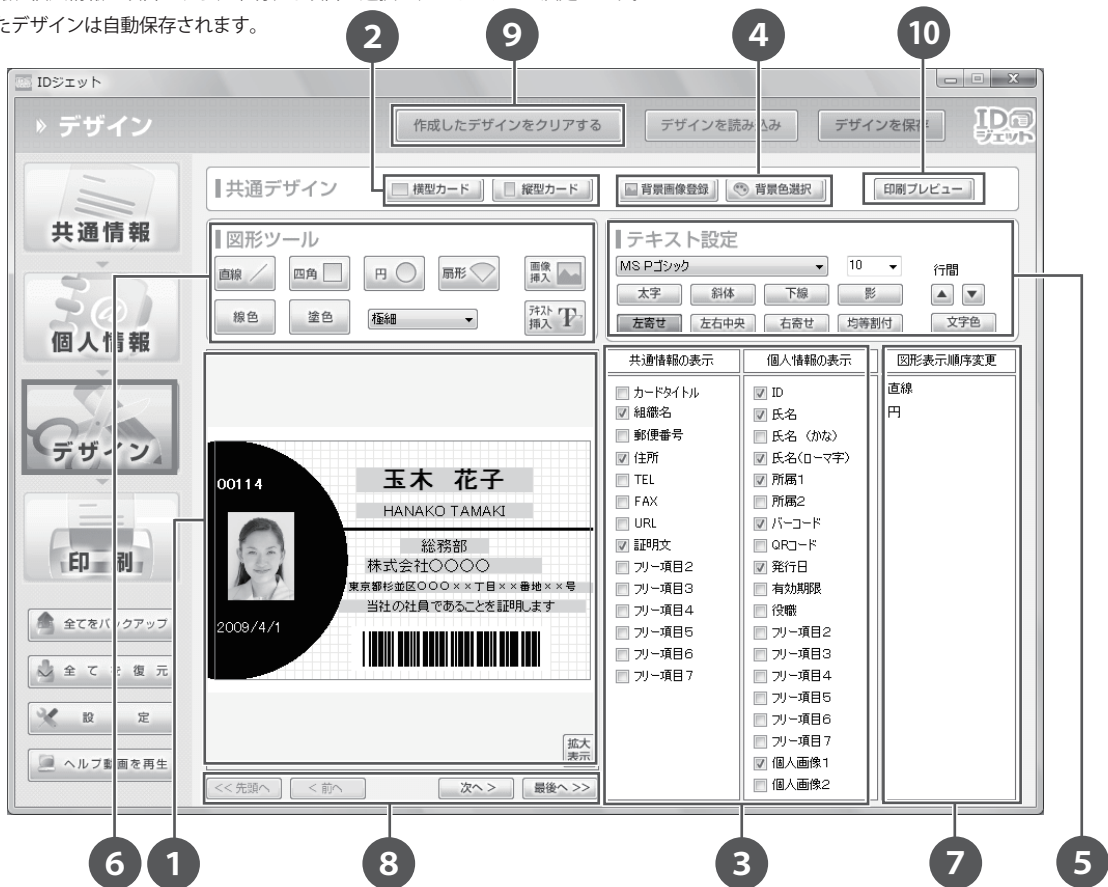 たデザインは自動保存されます。
2
9
4
10
IDジェット
デザイン
作成したデザインをクリアする
デザインを読み込み
デザインを保存
IDジェット
共通情報
個人情報
デザイン
印刷
全てをバックアップ
全てを復元
設定
ヘルプ動画を再生
共通デザイン
横型カード
縦型カード
背景画像登録
背景色選択
印刷プレビュー
図形ツール
直線
四角
円
扇形
画像挿入
線色
塗色
極細
テキスト挿入
テキスト設定
MS Pゴシック
10
行間
太字
斜体
下線
影
▲
▼
左寄せ
左右中央
右寄せ
均等割付
文字色
00114
玉木 花子
HANAKO TAMAKI
総務部
株式会社〇〇〇〇
東京都杉並区〇〇〇××丁目××番地××号
当社の社員であることを証明します
2009/4/1
拡大表示
<< 先頭へ
< 前へ
次へ >
最後へ >>
共通情報の表示
カードタイトル
組織名
郵便番号
住所
TEL
FAX
URL
証明文
フリー項目2
フリー項目3
フリー項目4
フリー項目5
フリー項目6
フリー項目7
個人情報の表示
ID
氏名
氏名（かな）
氏名(ローマ字)
所属1
所属2
バーコード
QRコード
発行日
有効期限
役職
フリー項目2
フリー項目3
フリー項目4
フリー項目5
フリー項目6
フリー項目7
個人画像1
個人画像2
図形表示順序変更
直線
円
6
1
8
3
7
5